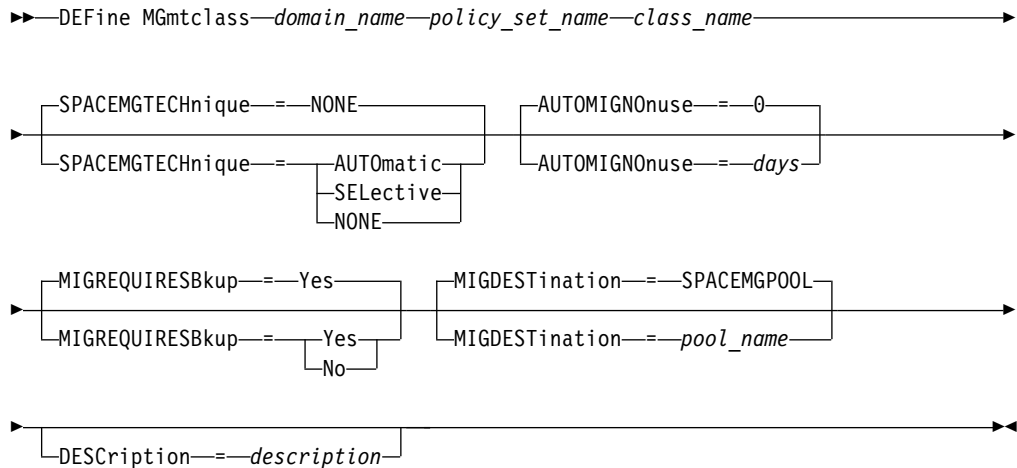 DEFine MGmtclass domain_name policy_set_name class_name
SPACEMGTECHnique = NONE AUTOMIGNOnuse = 0
SPACEMGTECHnique = AUTOmatic AUTOMIGNOnuse = days
SELective
NONE
MIGREQUIRESBkup = Yes MIGDESTination = SPACEMGPOOL
MIGREQUIRESBkup = Yes MIGDESTination = pool_name
No
DESCription = description